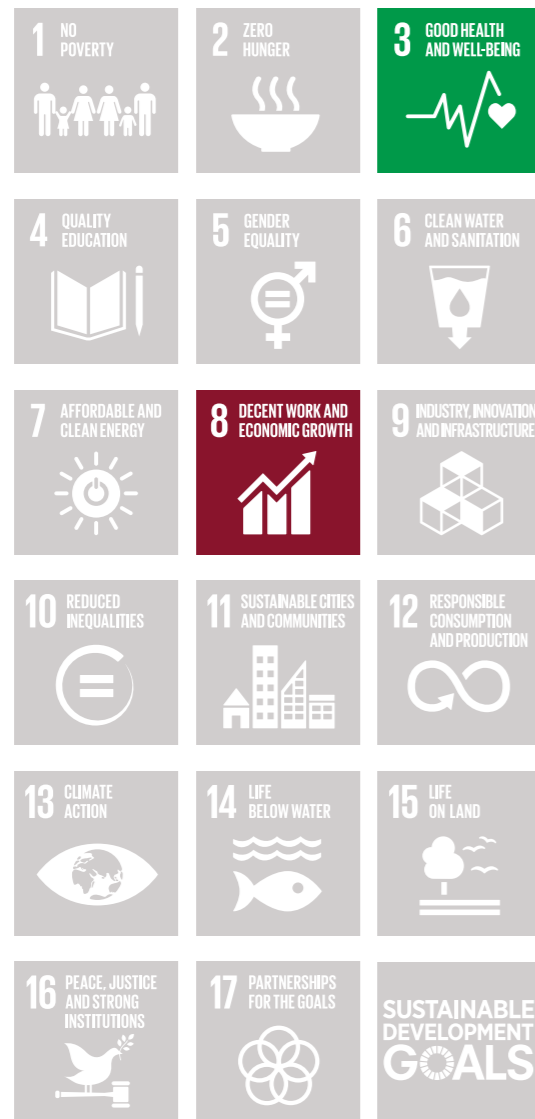 1 NO
POVERTY
2 ZERO
HUNGER
3 GOOD HEALTH
AND WELL-BEING
4 QUALITY
EDUCATION
5 GENDER
EQUALITY
6 CLEAN WATER
AND SANITATION
7 AFFORDABLE AND
CLEAN ENERGY
8 DECENT WORK AND
ECONOMIC GROWTH
9 INDUSTRY, INNOVATION
AND INFRASTRUCTURE
10 REDUCED
INEQUALITIES
11 SUSTAINABLE CITIES
AND COMMUNITIES
12 RESPONSIBLE
CONSUMPTION
AND PRODUCTION
13 CLIMATE
ACTION
14 LIFE
BELOW WATER
15 LIFE
ON LAND
16 PEACE, JUSTICE
AND STRONG
INSTITUTIONS
17 PARTNERSHIPS
FOR THE GOALS
SUSTAINABLE
DEVELOPMENT
GOALS